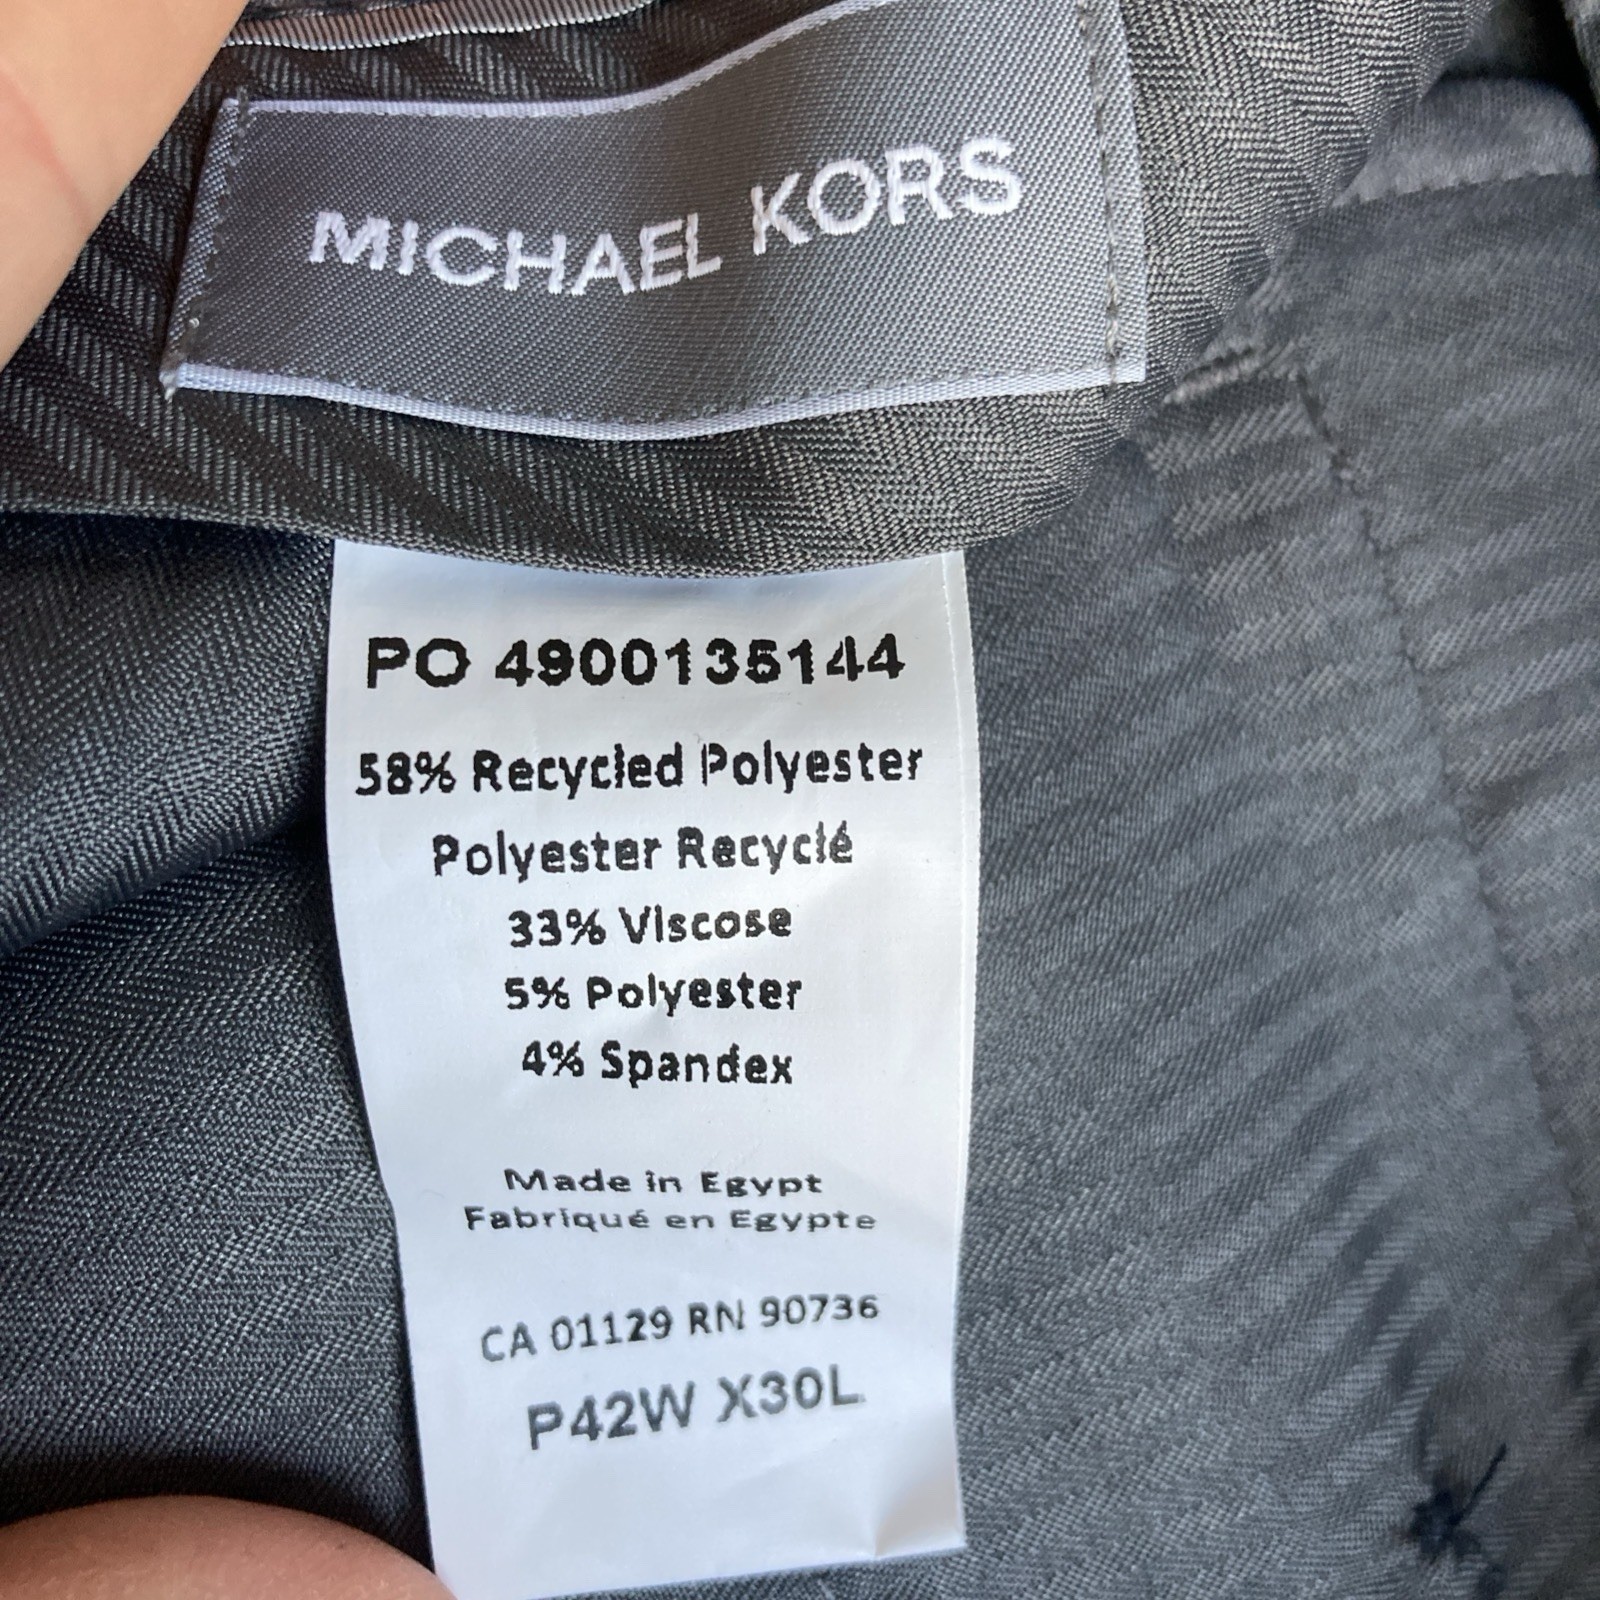 MICHAEL KORS
PO 4900135144
58% Recycled Polyester
Polyester Recyclé
33% Viscose
5% Polyester
4% Spandex
Made in Egypt
Fabriqué en Egypte
CA 01129 RN 90736
P42W X30L